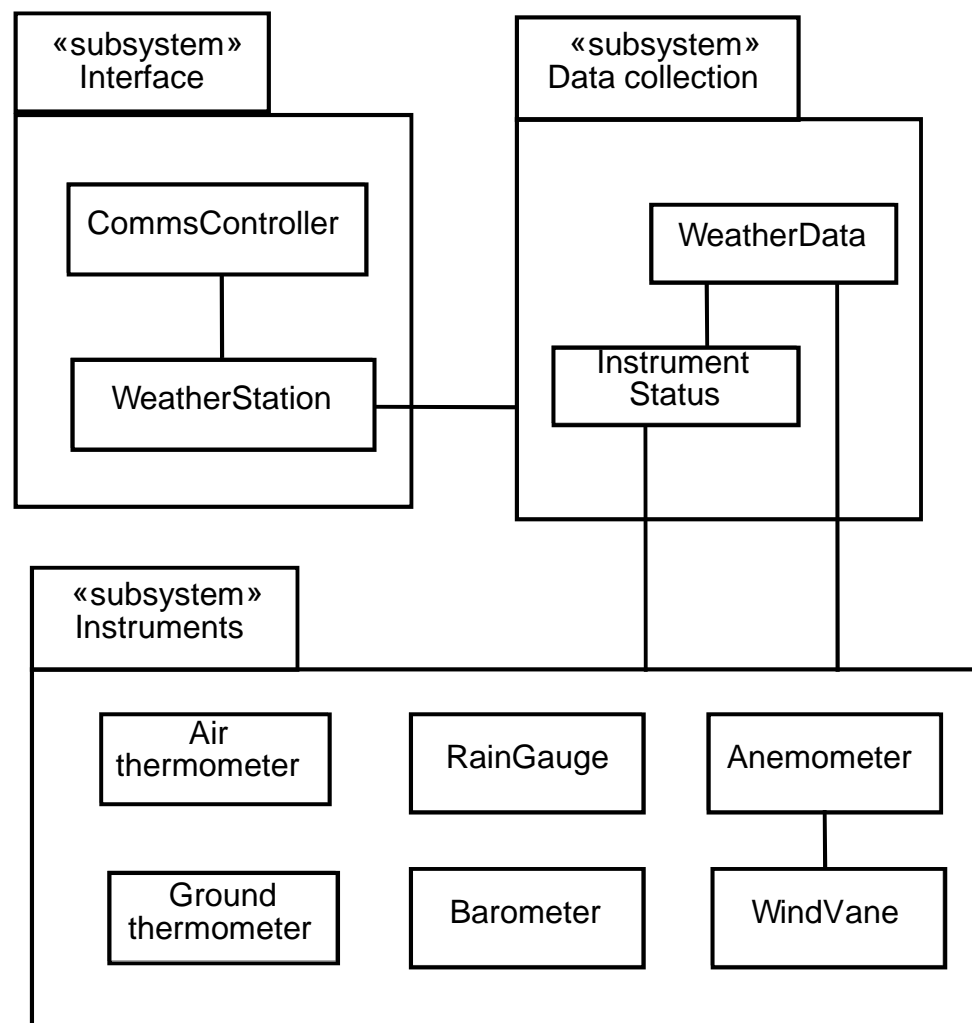 «subsystem»
Interface
CommsController
WeatherStation
«subsystem»
Data collection
WeatherData
Instrument
Status
«subsystem»
Instruments
Air
thermometer
RainGauge
Anemometer
Ground
thermometer
Barometer
WindVane